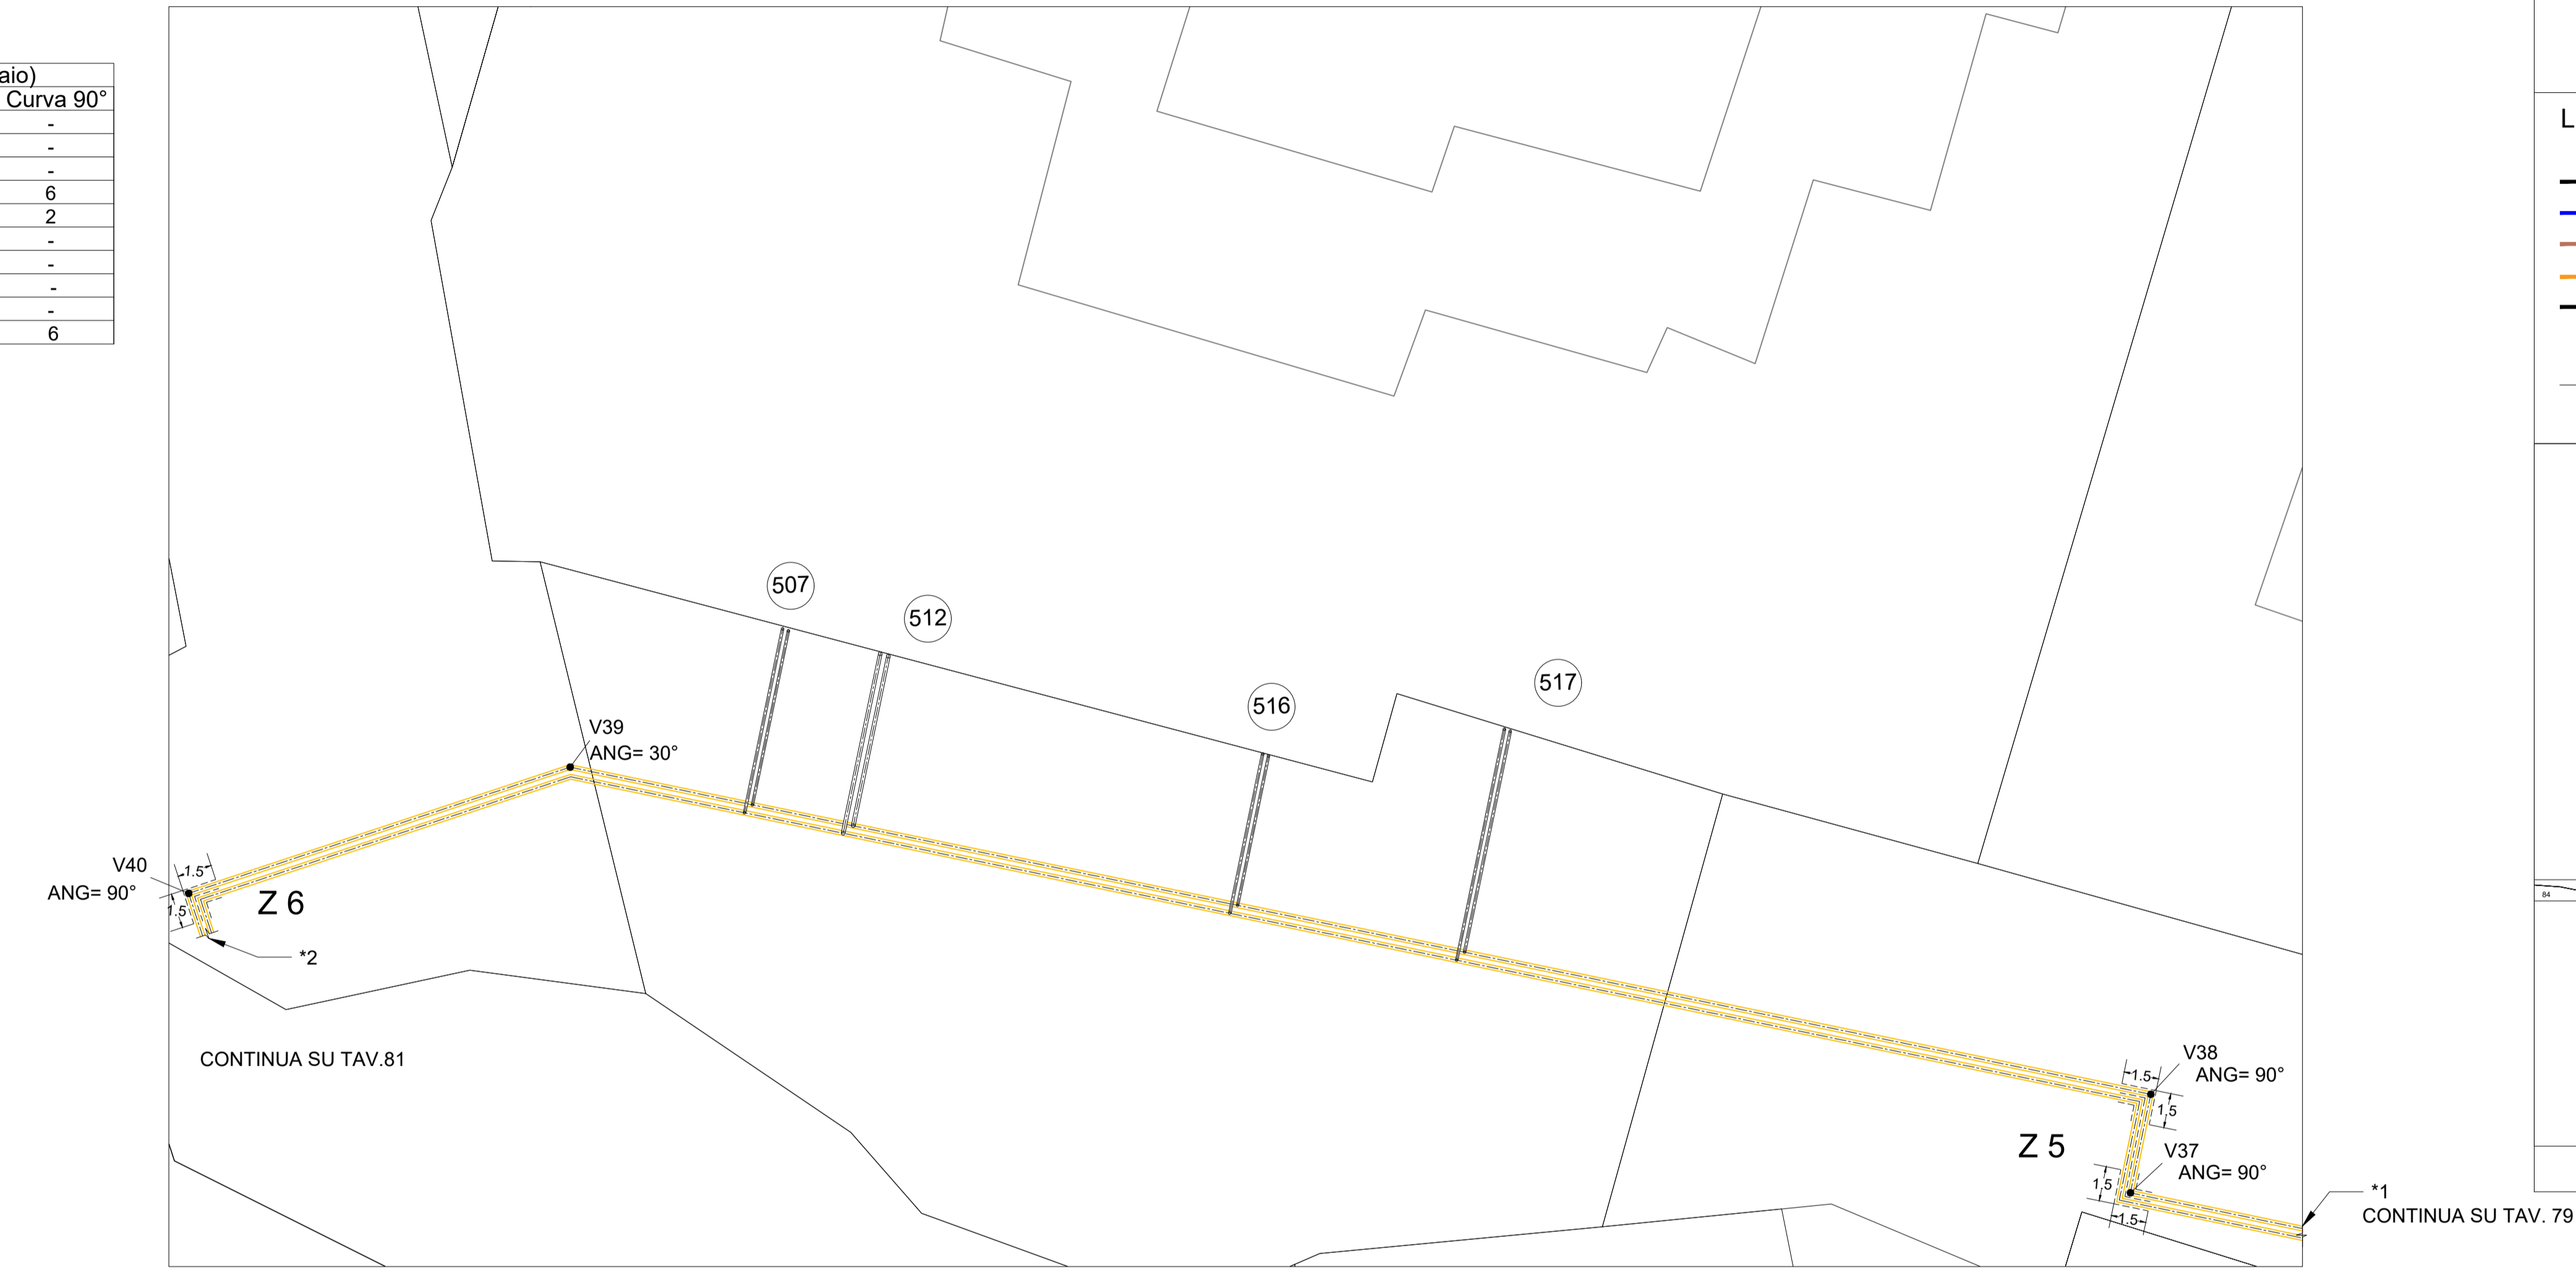 aio)
Curva 90°
-
-
-
6
2
-
-
-
-
6
L
507
512
516
517
V39
ANG= 30°
V40
ANG= 90°
1.5
1.5
Z 6
*2
CONTINUA SU TAV.81
V38
ANG= 90°
1.5
1.5
Z 5
V37
ANG= 90°
1.5
1.5
*1
CONTINUA SU TAV. 79
84